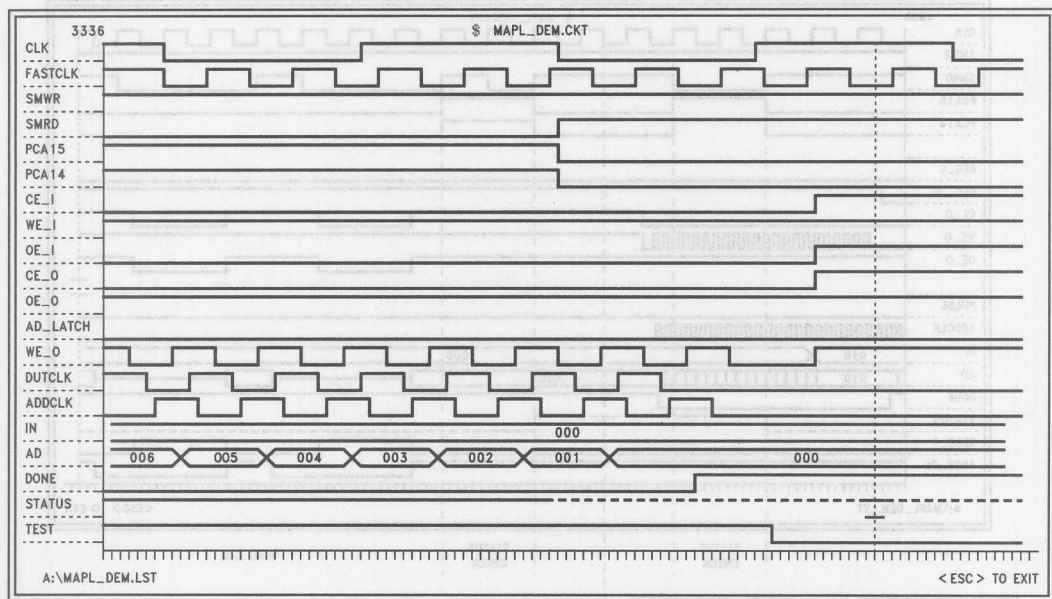 3336 $ MAPL_DEM.CKT
CLK
FASTCLK
SMWR
SMRD
PCA15
PCA14
CE_I
WE_I
OE_I
CE_O
OE_O
AD_LATCH
WE_O
DUTCLK
ADDCLK
IN 000
AD 006 005 004 003 002 001 000
DONE
STATUS
TEST
A:\MAPL_DEM.LST <ESC> TO EXIT